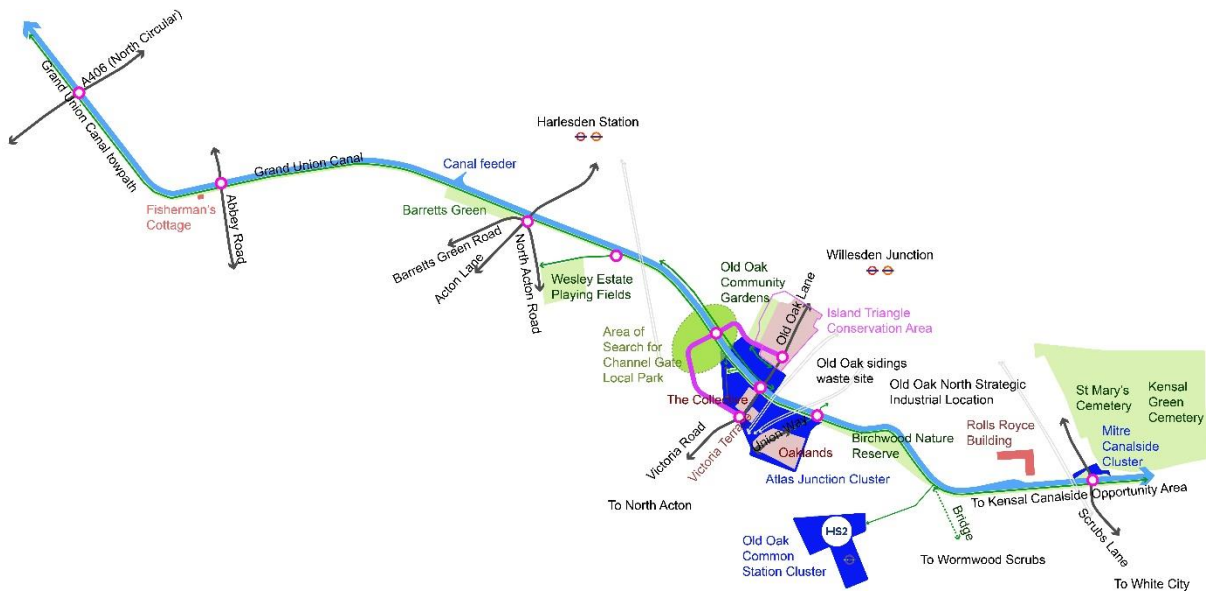 A406 (North Circular)
Grand Union Canal towpath
Harlesden Station
Grand Union Canal
Canal feeder
Fisherman's
Cottage
Abbey Road
Barretts Green
Barretts Green Road
Acton Lane
North Acton Road
Wesley Estate
Playing Fields
Old Oak
Community
Gardens
Willesden Junction
Old Oak Lane
Island Triangle
Conservation Area
Area of
Search for
Channel Gate
Local Park
Old Oak sidings
waste site
The Collective
Old Oak North Strategic
Industrial Location
St Mary's
Cemetery
Kensal
Green
Cemetery
Victoria Road
Victoria Terrace
Union Way
Oaklands
Birchwood Nature
Reserve
Rolls Royce
Building
Mitre
Canalside
Cluster
Atlas Junction Cluster
To North Acton
To Kensal Canalside Opportunity Area
HS2
Bridge
Scrubs Lane
Old Oak
Common
Station Cluster
To Wormwood Scrubs
To White City